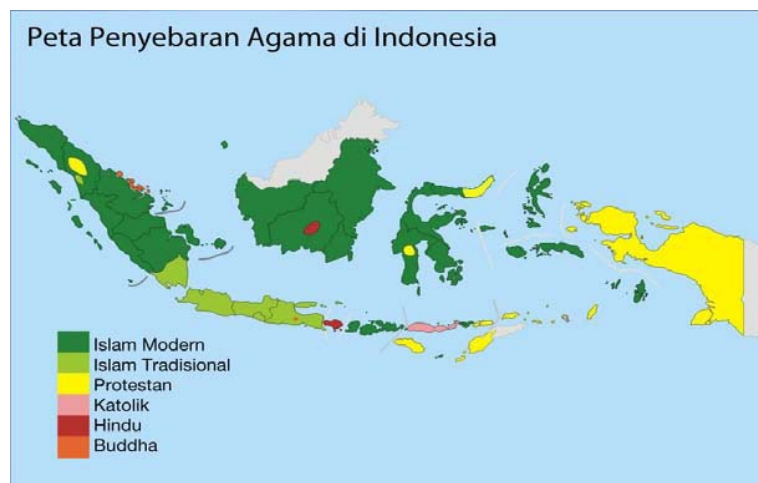 Peta Penyebaran Agama di Indonesia
Islam Modern
Islam Tradisional
Protestan
Katolik
Hindu
Buddha